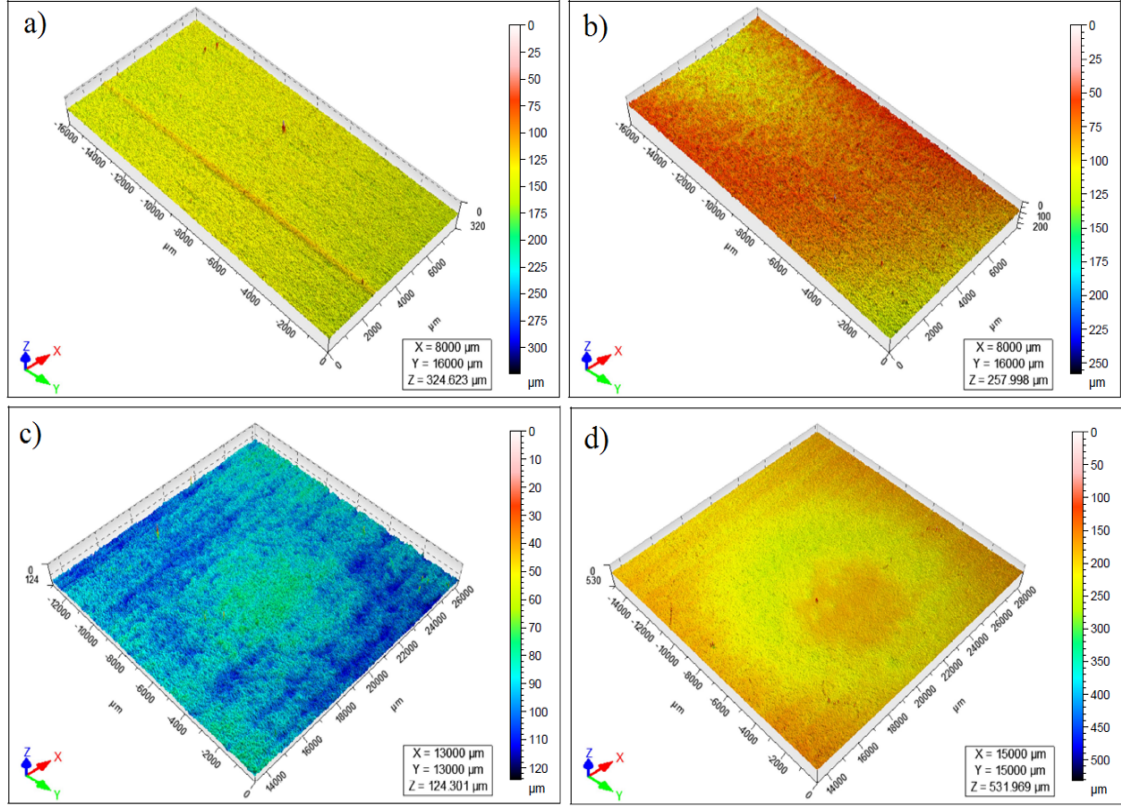 a)
0
25
50
75
100
125
150
175
200
225
250
275
300
µm
-16000
-14000
-12000
-10000
-8000
-6000
-4000
-2000
0
µm
0
2000
4000
6000
µm
0
320
Z
X
Y
X = 8000 µm
Y = 16000 µm
Z = 324.623 µm
b)
0
25
50
75
100
125
150
175
200
225
250
µm
-16000
-14000
-12000
-10000
-8000
-6000
-4000
-2000
0
µm
0
2000
4000
6000
µm
0
100
200
Z
X
Y
X = 8000 µm
Y = 16000 µm
Z = 257.998 µm
c)
0
10
20
30
40
50
60
70
80
90
100
110
120
µm
0
124
-12000
-10000
-8000
-6000
-4000
-2000
0
µm
14000
16000
18000
20000
22000
24000
26000
µm
Z
X
Y
X = 13000 µm
Y = 13000 µm
Z = 124.301 µm
d)
0
50
100
150
200
250
300
350
400
450
500
µm
0
530
-14000
-12000
-10000
-8000
-6000
-4000
-2000
0
µm
14000
16000
18000
20000
22000
24000
26000
28000
µm
Z
X
Y
X = 15000 µm
Y = 15000 µm
Z = 531.969 µm